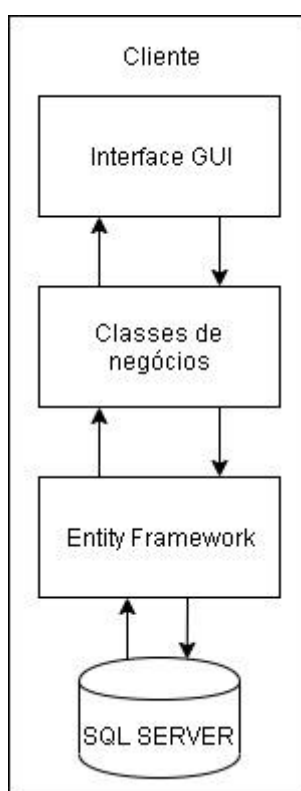 Cliente
Interface GUI
Classes de
negócios
Entity Framework
SQL SERVER